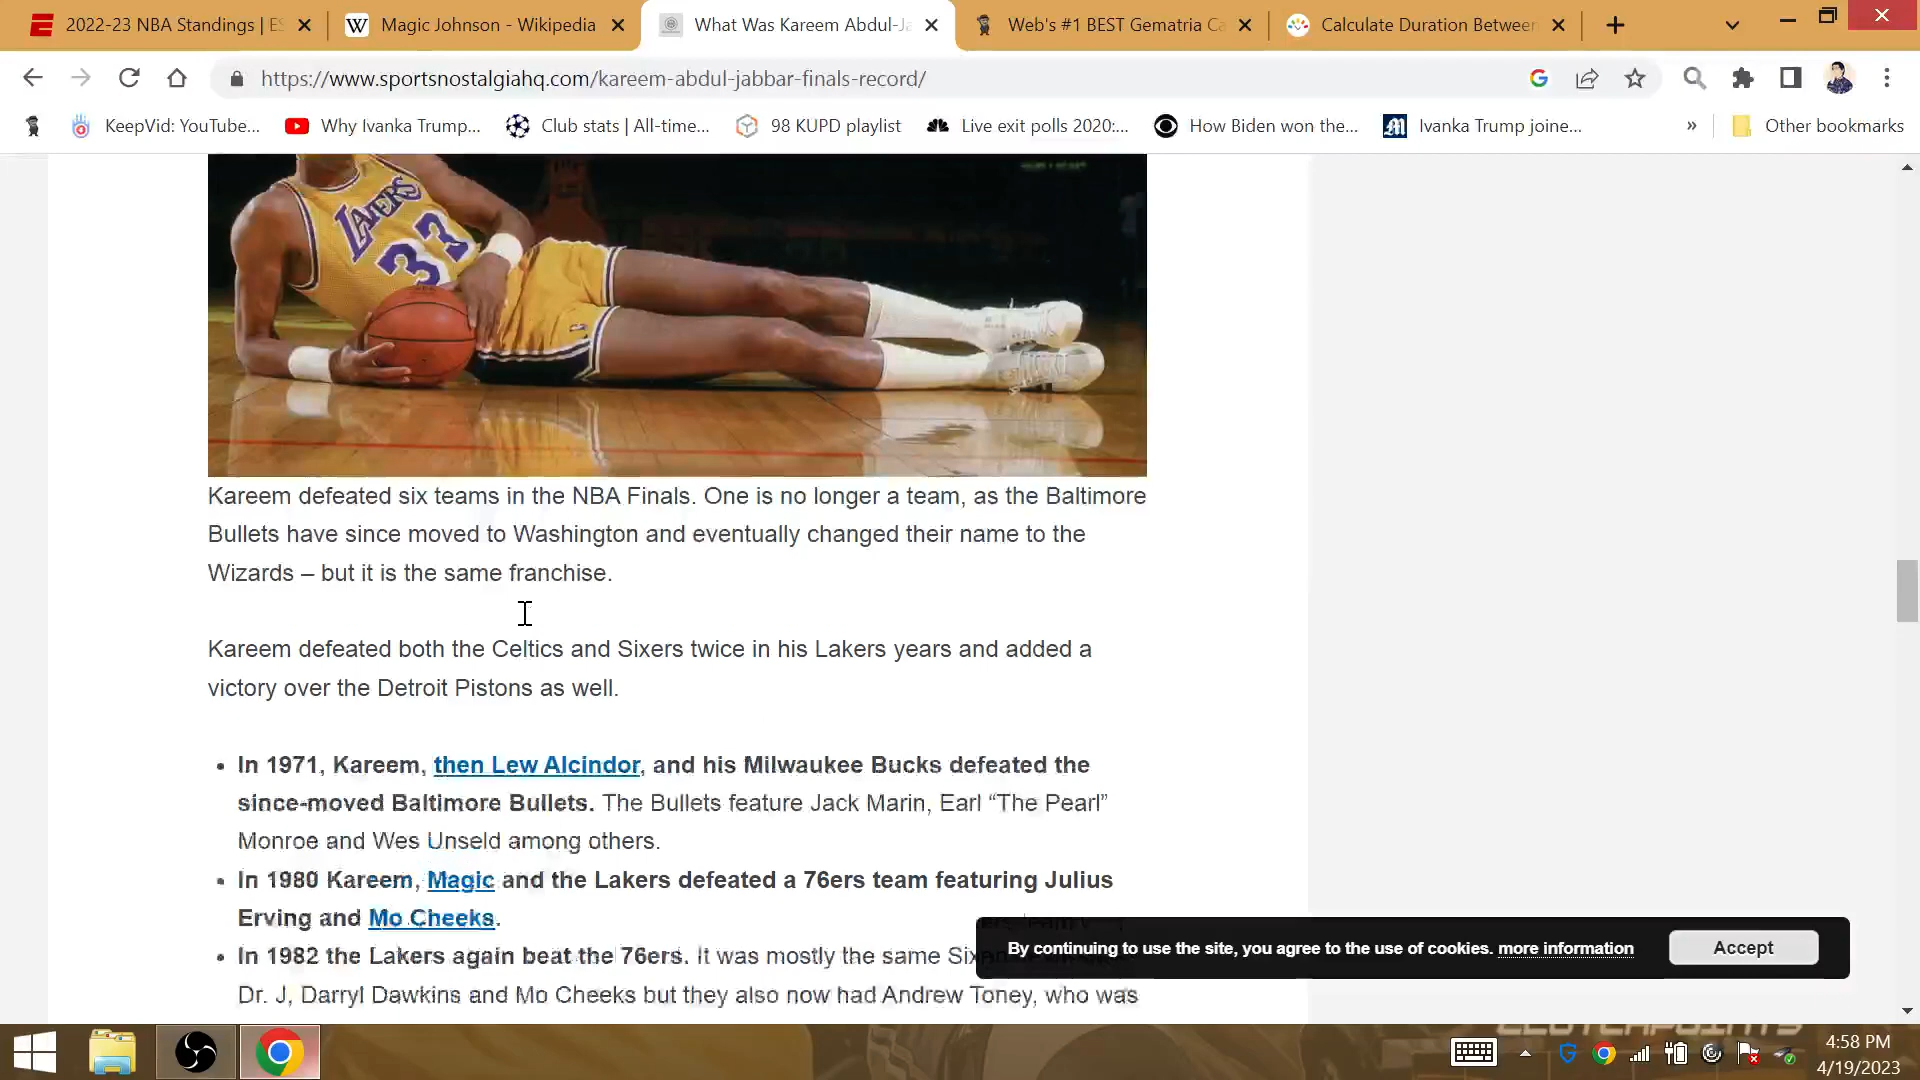 2022-23 NBA Standings | ES
Magic Johnson - Wikipedia
What Was Kareem Abdul-Ja
Web's #1 BEST Gematria Ca
Calculate Duration Between
https://www.sportsnostalgiahq.com/kareem-abdul-jabbar-finals-record/
KeepVid: YouTube...
Why Ivanka Trump...
Club stats | All-time...
98 KUPD playlist
Live exit polls 2020:...
How Biden won the...
Ivanka Trump joine...
»
Other bookmarks
LAKERS
33
Kareem defeated six teams in the NBA Finals. One is no longer a team, as the Baltimore
Bullets have since moved to Washington and eventually changed their name to the
Wizards – but it is the same franchise.
Kareem defeated both the Celtics and Sixers twice in his Lakers years and added a
victory over the Detroit Pistons as well.
• In 1971, Kareem, then Lew Alcindor, and his Milwaukee Bucks defeated the
since-moved Baltimore Bullets. The Bullets feature Jack Marin, Earl “The Pearl”
Monroe and Wes Unseld among others.
• In 1980 Kareem, Magic and the Lakers defeated a 76ers team featuring Julius
Erving and Mo Cheeks.
• In 1982 the Lakers again beat the 76ers. It was mostly the same Six
Dr. J, Darryl Dawkins and Mo Cheeks but they also now had Andrew Toney, who was
By continuing to use the site, you agree to the use of cookies. more information
Accept
CLUTCHPOINTS
4:58 PM
4/19/2023